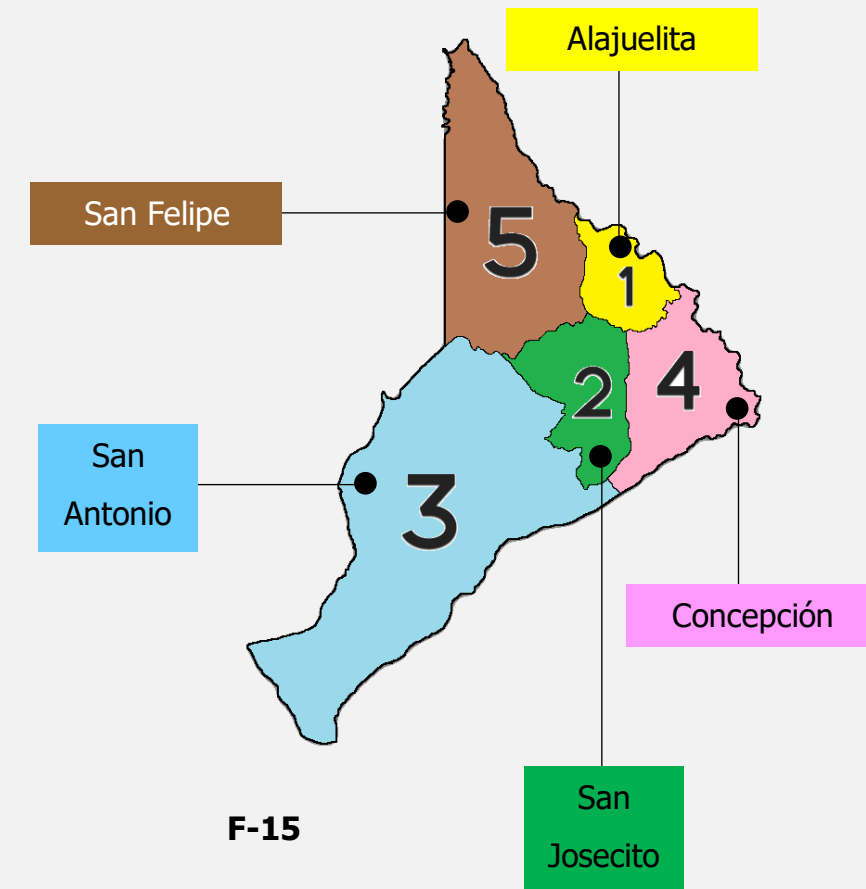 Alajuelita
San Felipe
5
1
2
4
San
Antonio
3
Concepción
San
Josecito
F-15